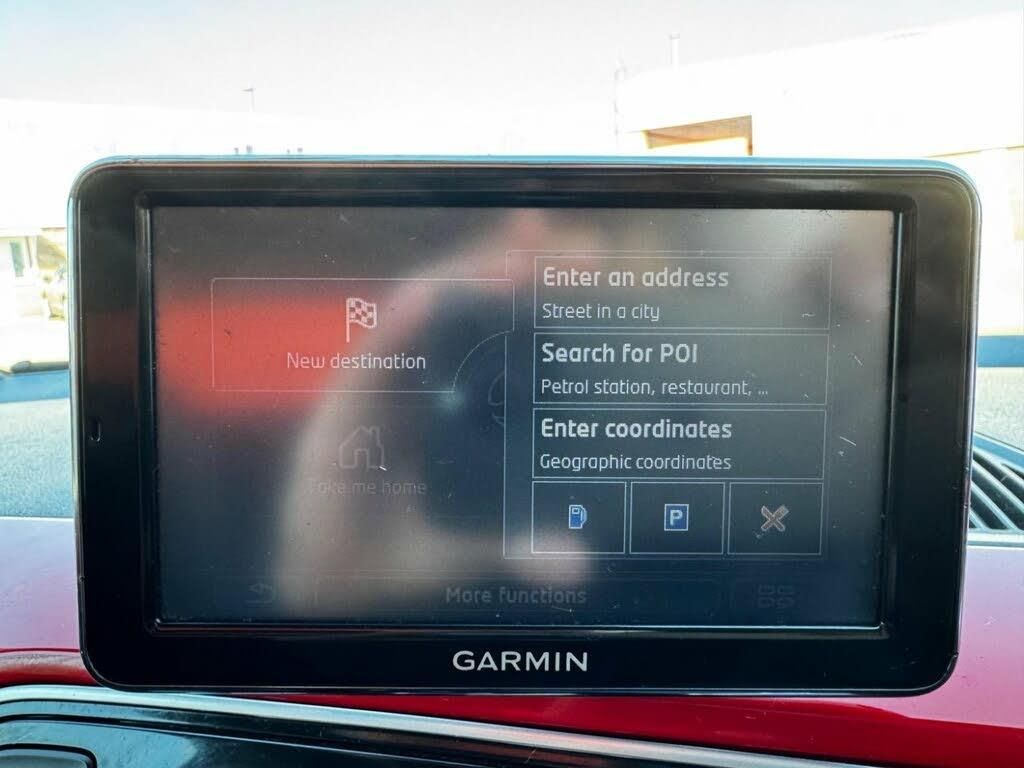 New destination
Take me home
Enter an address
Street in a city
Search for POI
Petrol station, restaurant, ...
Enter coordinates
Geographic coordinates
P
More functions
GARMIN